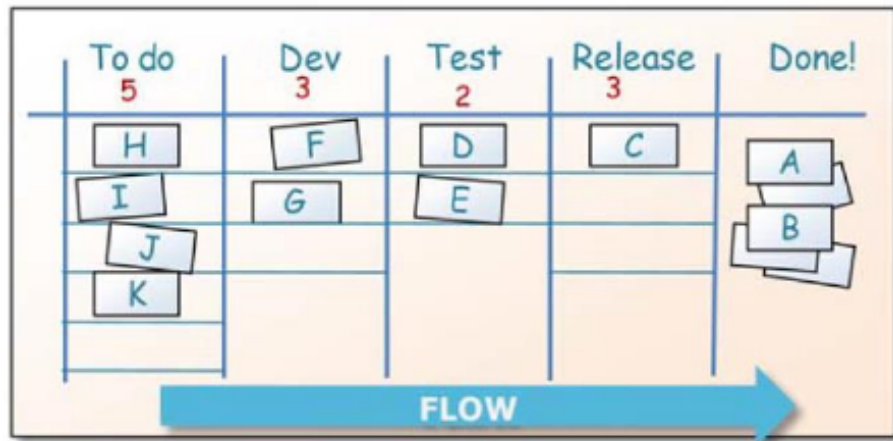 To do Dev Test Release Done!
5 3 2 3
H F D C A
I G E B
J
K
FLOW